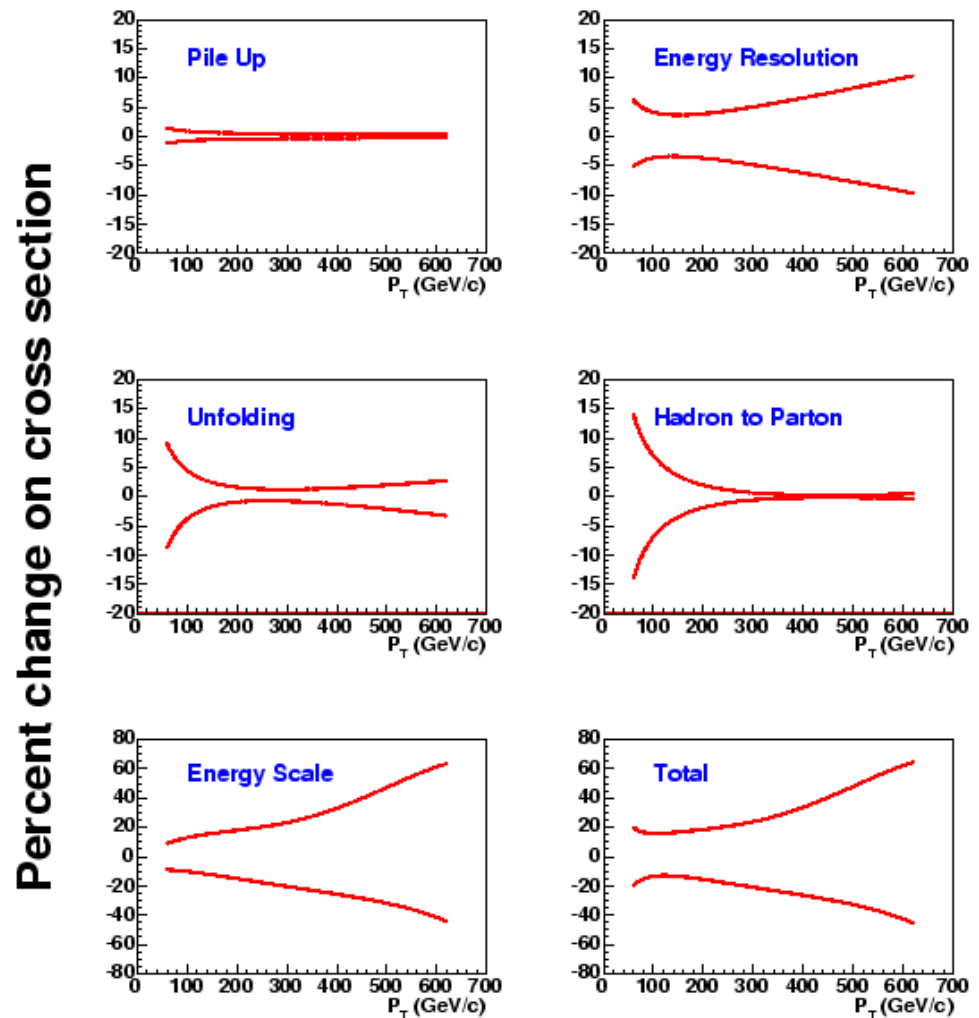 Percent change on cross section
20
15
10
5
0
-5
-10
-15
-20
Pile Up
0 100 200 300 400 500 600 700
P_T (GeV/c)
20
15
10
5
0
-5
-10
-15
-20
Energy Resolution
0 100 200 300 400 500 600 700
P_T (GeV/c)
20
15
10
5
0
-5
-10
-15
-20
Unfolding
0 100 200 300 400 500 600 700
P_T (GeV/c)
20
15
10
5
0
-5
-10
-15
-20
Hadron to Parton
0 100 200 300 400 500 600 700
P_T (GeV/c)
80
60
40
20
0
-20
-40
-60
-80
Energy Scale
0 100 200 300 400 500 600 700
P_T (GeV/c)
80
60
40
20
0
-20
-40
-60
-80
Total
0 100 200 300 400 500 600 700
P_T (GeV/c)